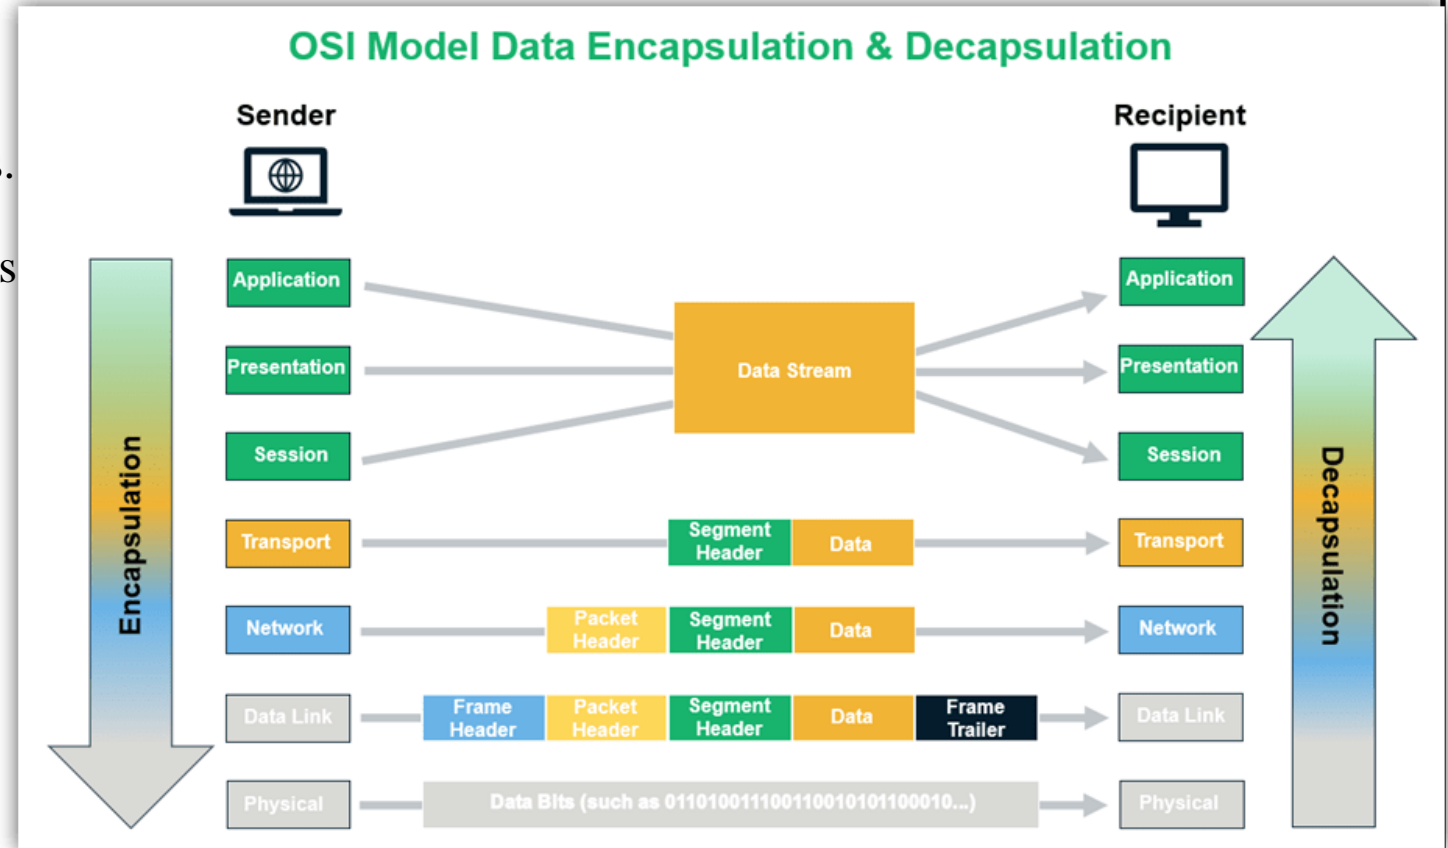 OSI Model Data Encapsulation & Decapsulation
Sender
Recipient
.
s
Application
Application
Presentation
Data Stream
Presentation
Session
Session
Encapsulation
Decapsulation
Transport
Segment
Header
Data
Transport
Network
Packet
Header
Segment
Header
Data
Network
Data Link
Frame
Header
Packet
Header
Segment
Header
Data
Frame
Trailer
Data Link
Physical
Data Bits (such as 011010011100110010101100010...)
Physical